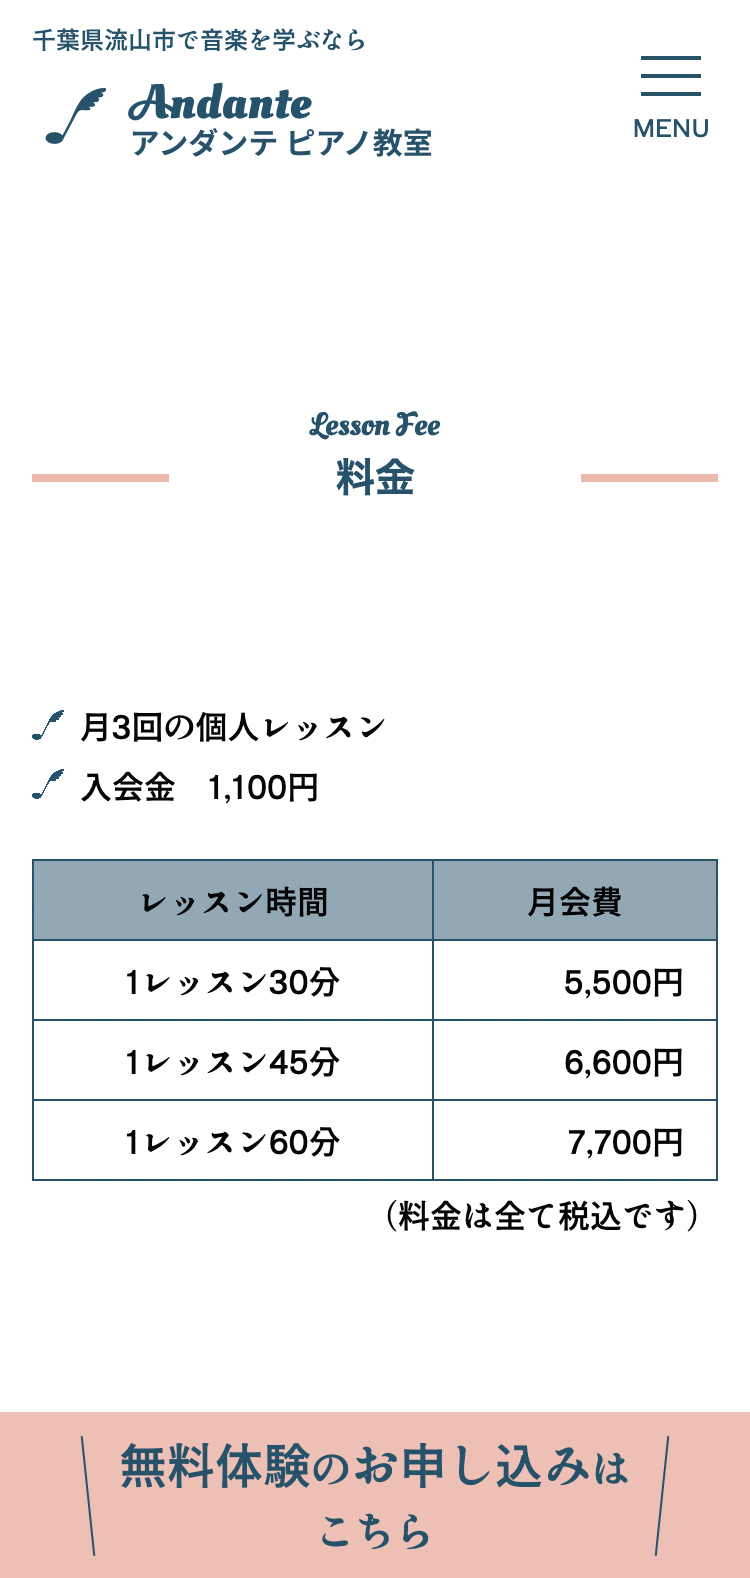 千葉県流山市で音楽を学ぶなら
Andante
アンダンテ ピアノ教室
MENU
Lesson Fee
料金
月3回の個人レッスン
入会金　1,100円
レッスン時間 月会費
1レッスン30分 5,500円
1レッスン45分 6,600円
1レッスン60分 7,700円
（料金は全て税込です）
無料体験のお申し込みは
こちら